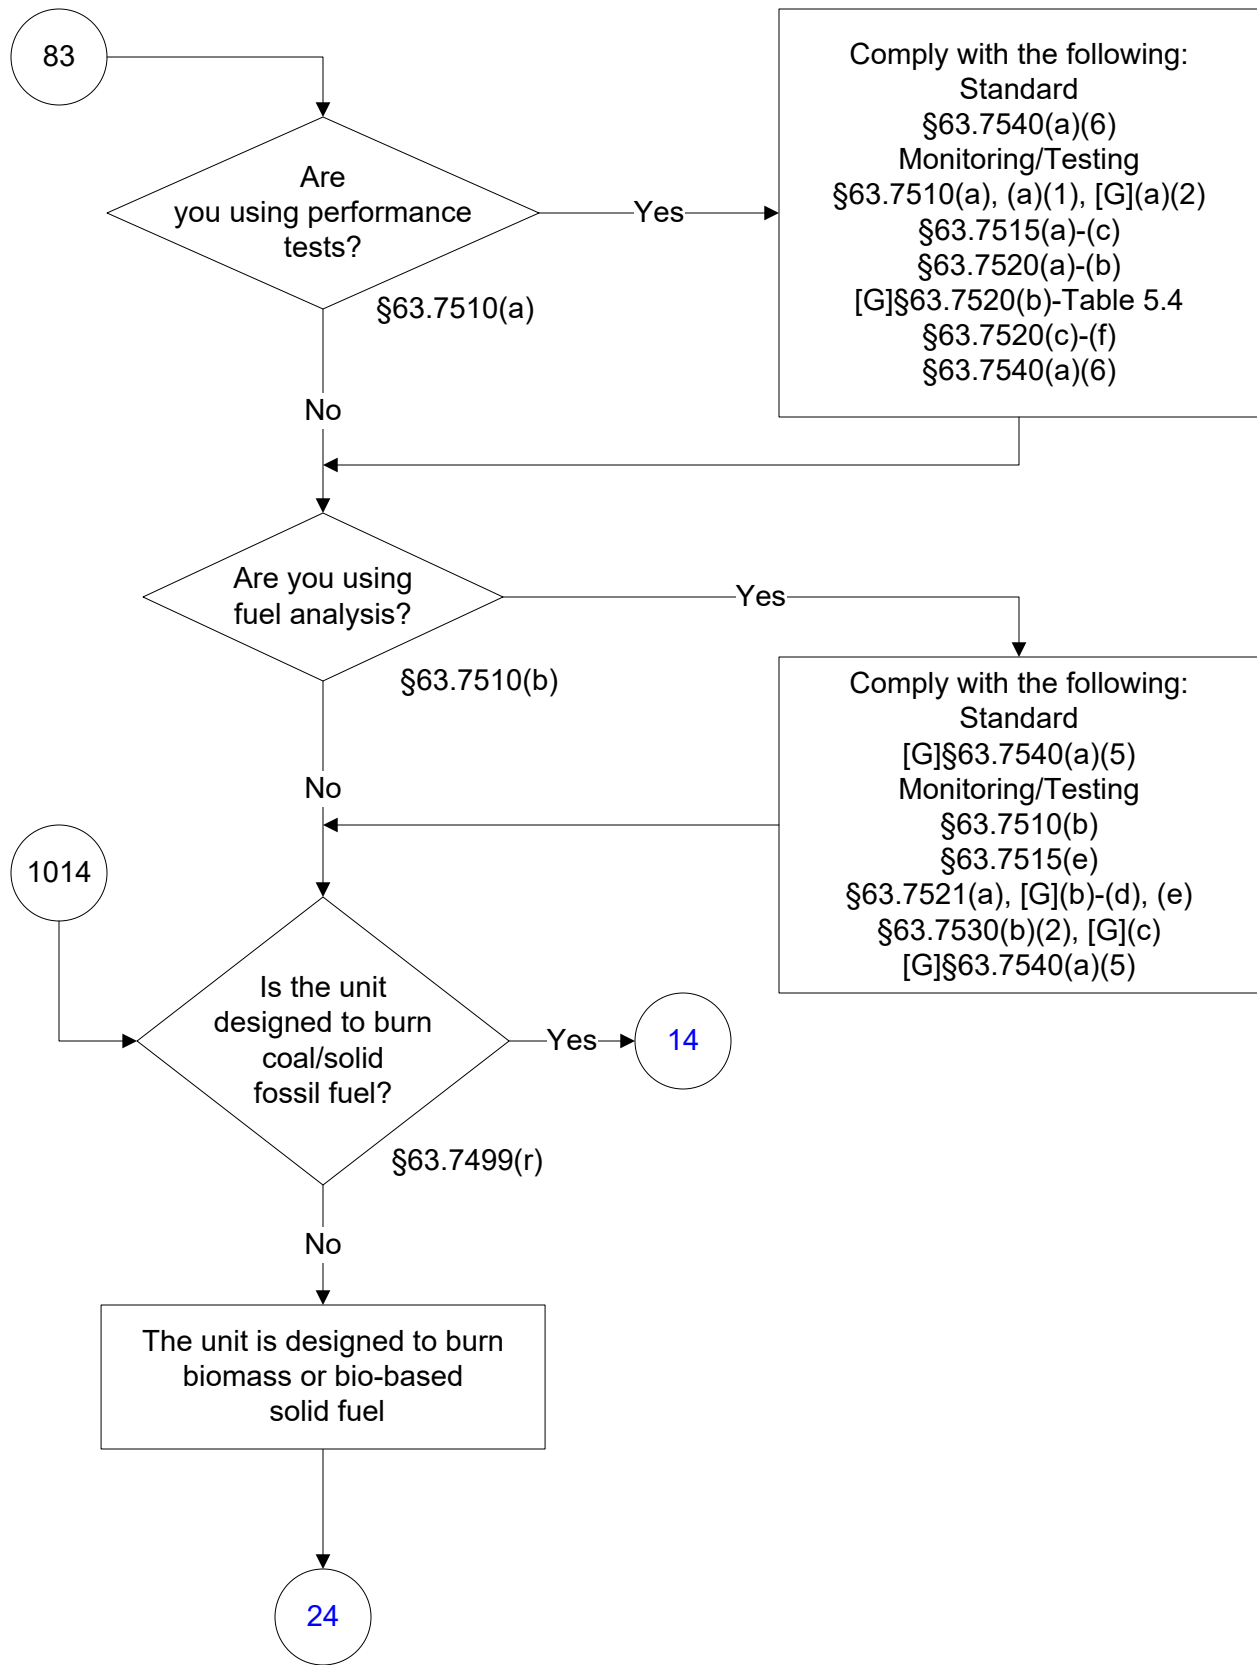 83
Are
you using performance
tests?
§63.7510(a)
Yes
Comply with the following:
Standard
§63.7540(a)(6)
Monitoring/Testing
§63.7510(a), (a)(1), [G](a)(2)
§63.7515(a)-(c)
§63.7520(a)-(b)
[G]§63.7520(b)-Table 5.4
§63.7520(c)-(f)
§63.7540(a)(6)
No
Are you using
fuel analysis?
§63.7510(b)
Yes
Comply with the following:
Standard
[G]§63.7540(a)(5)
Monitoring/Testing
§63.7510(b)
§63.7515(e)
§63.7521(a), [G](b)-(d), (e)
§63.7530(b)(2), [G](c)
[G]§63.7540(a)(5)
No
1014
Is the unit
designed to burn
coal/solid
fossil fuel?
§63.7499(r)
Yes
14
No
The unit is designed to burn
biomass or bio-based
solid fuel
24